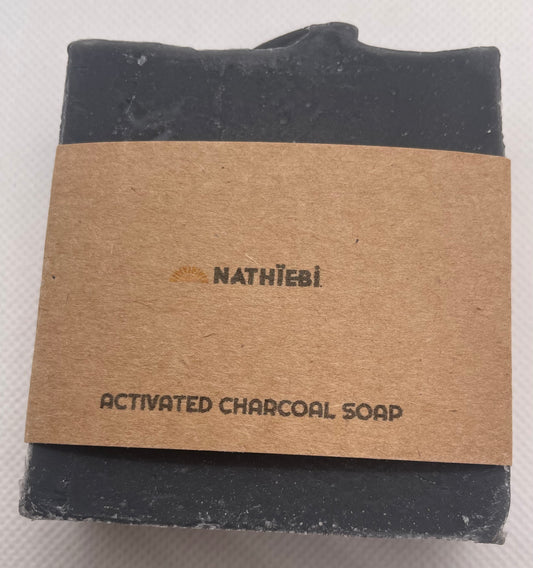 NATHÏEBİ
ACTIVATED CHARCOAL SOAP